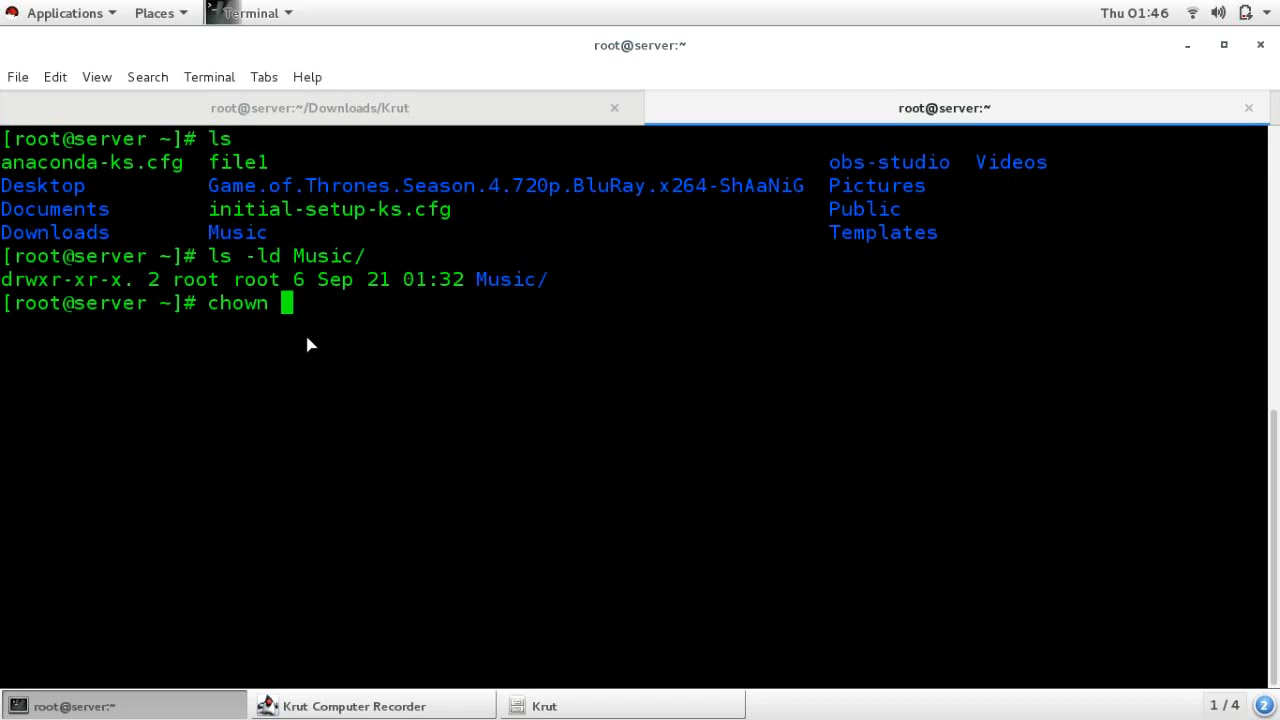 Applications Places Terminal Thu 01:46
root@server:~
File Edit View Search Terminal Tabs Help
root@server:~/Downloads/Krut root@server:~
[root@server ~]# ls
anaconda-ks.cfg file1 obs-studio Videos
Desktop Game.of.Thrones.Season.4.720p.BluRay.x264-ShAaNiG Pictures
Documents initial-setup-ks.cfg Public
Downloads Music Templates
[root@server ~]# ls -ld Music/
drwxr-xr-x. 2 root root 6 Sep 21 01:32 Music/
[root@server ~]# chown
root@server:~ Krut Computer Recorder Krut 1 / 4 2